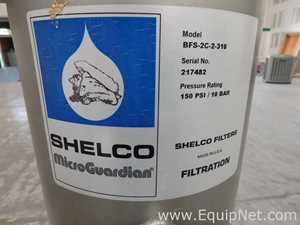 Model
BFS-2C-2-316
Serial No.
217482
Pressure Rating
150 PSI / 10 BAR
SHELCO
MicroGuardian®
SHELCO FILTERS
MADE IN U.S.A.
FILTRATION
www.EquipNet.com